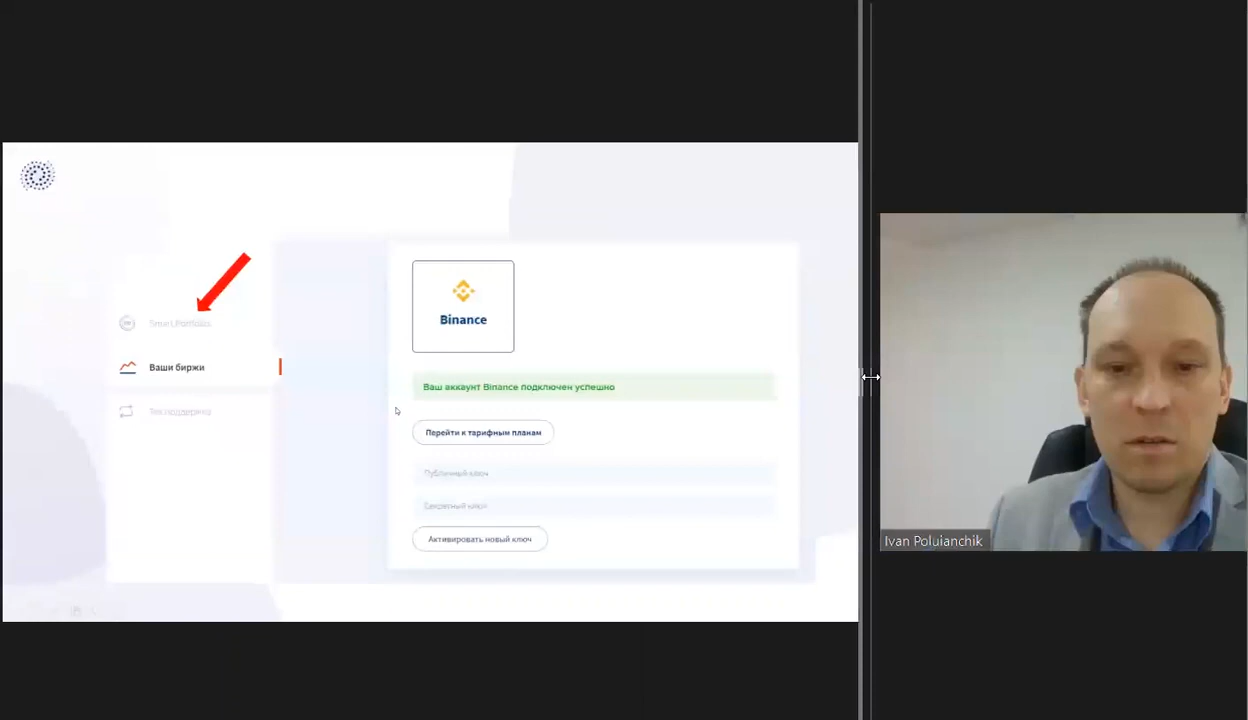 Smart Portfolio
Ваши биржи
Техподдержка
Binance
Ваш аккаунт Binance подключен успешно
Перейти к тарифным планам
Публичный ключ
Секретный ключ
Активировать новый ключ
Ivan Poluianchik